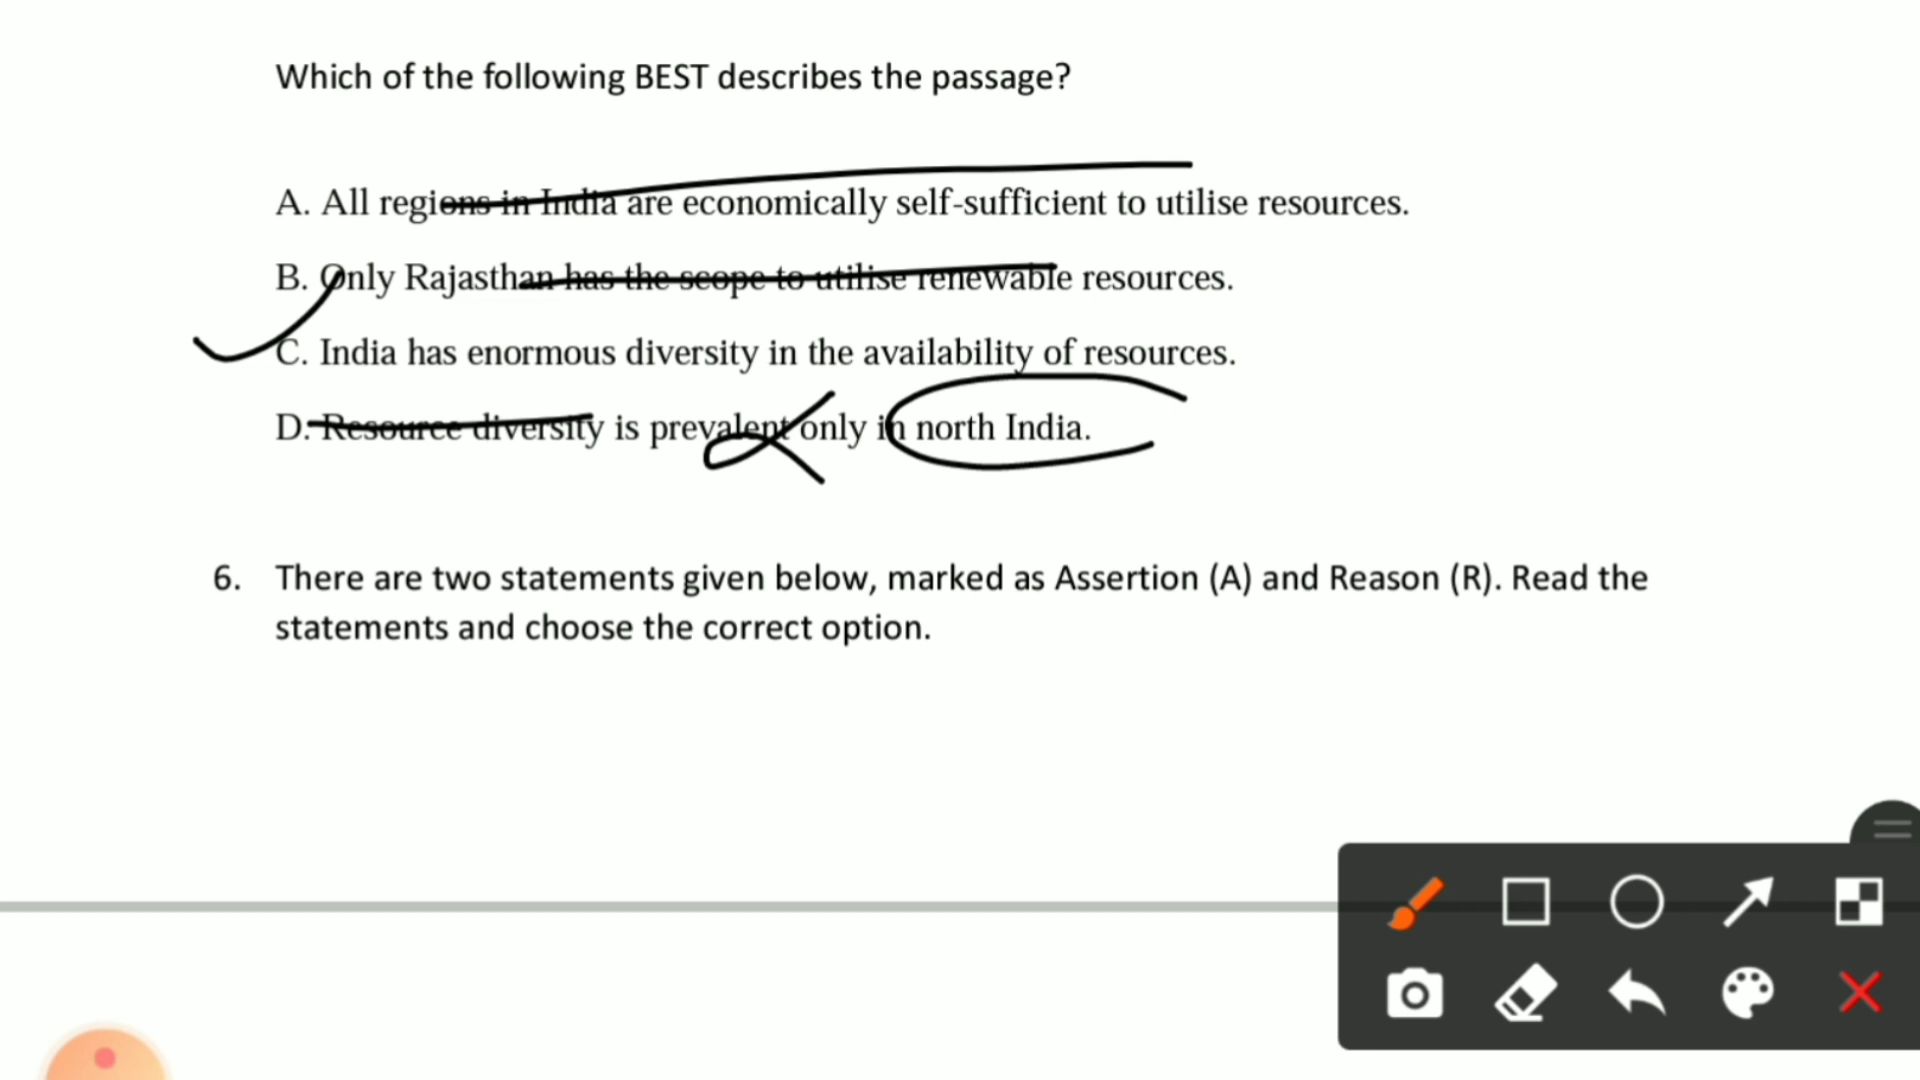 Which of the following BEST describes the passage?
A. All regions in India are economically self-sufficient to utilise resources.
B. Only Rajasthan has the scope to utilise renewable resources.
C. India has enormous diversity in the availability of resources.
D. Resource diversity is prevalent only in north India.
6. There are two statements given below, marked as Assertion (A) and Reason (R). Read the
statements and choose the correct option.